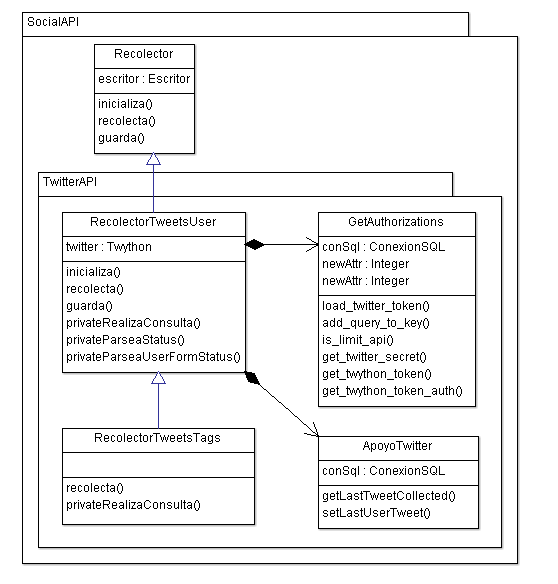 SocialAPI
Recolector
escritor : Escritor
inicializa()
recolecta()
guarda()
TwitterAPI
RecolectorTweetsUser
twitter : Twython
inicializa()
recolecta()
guarda()
privateRealizaConsulta()
privateParseaStatus()
privateParseaUserFormStatus()
GetAuthorizations
conSql : ConexionSQL
newAttr : Integer
newAttr : Integer
load_twitter_token()
add_query_to_key()
is_limit_api()
get_twitter_secret()
get_twython_token()
get_twython_token_auth()
RecolectorTweetsTags
recolecta()
privateRealizaConsulta()
ApoyoTwitter
conSql : ConexionSQL
getLastTweetCollected()
setLastUserTweet()